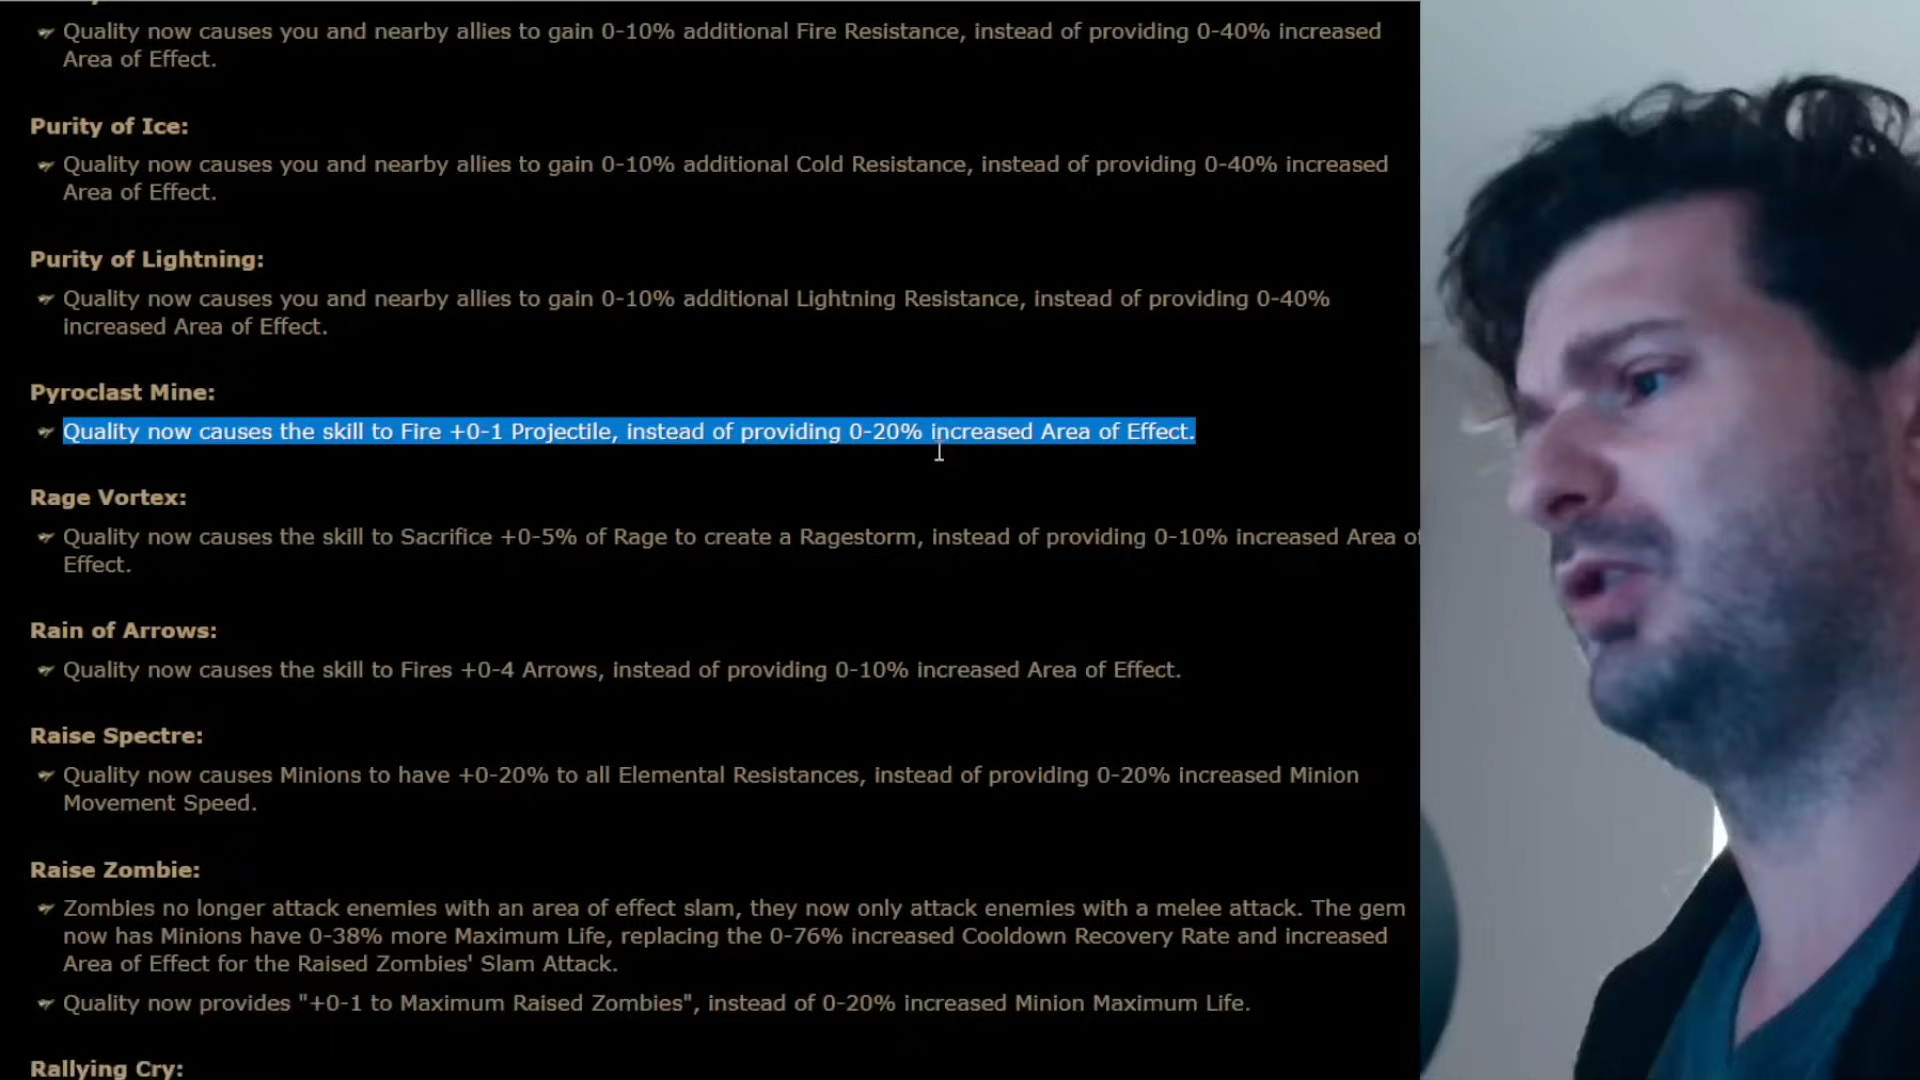 Quality now causes you and nearby allies to gain 0-10% additional Fire Resistance, instead of providing 0-40% increased
Area of Effect.
Purity of Ice:
Quality now causes you and nearby allies to gain 0-10% additional Cold Resistance, instead of providing 0-40% increased
Area of Effect.
Purity of Lightning:
Quality now causes you and nearby allies to gain 0-10% additional Lightning Resistance, instead of providing 0-40%
increased Area of Effect.
Pyroclast Mine:
Quality now causes the skill to Fire +0-1 Projectile, instead of providing 0-20% increased Area of Effect.
Rage Vortex:
Quality now causes the skill to Sacrifice +0-5% of Rage to create a Ragestorm, instead of providing 0-10% increased Area of
Effect.
Rain of Arrows:
Quality now causes the skill to Fires +0-4 Arrows, instead of providing 0-10% increased Area of Effect.
Raise Spectre:
Quality now causes Minions to have +0-20% to all Elemental Resistances, instead of providing 0-20% increased Minion
Movement Speed.
Raise Zombie:
Zombies no longer attack enemies with an area of effect slam, they now only attack enemies with a melee attack. The gem
now has Minions have 0-38% more Maximum Life, replacing the 0-76% increased Cooldown Recovery Rate and increased
Area of Effect for the Raised Zombies' Slam Attack.
Quality now provides "+0-1 to Maximum Raised Zombies", instead of 0-20% increased Minion Maximum Life.
Rallying Cry: